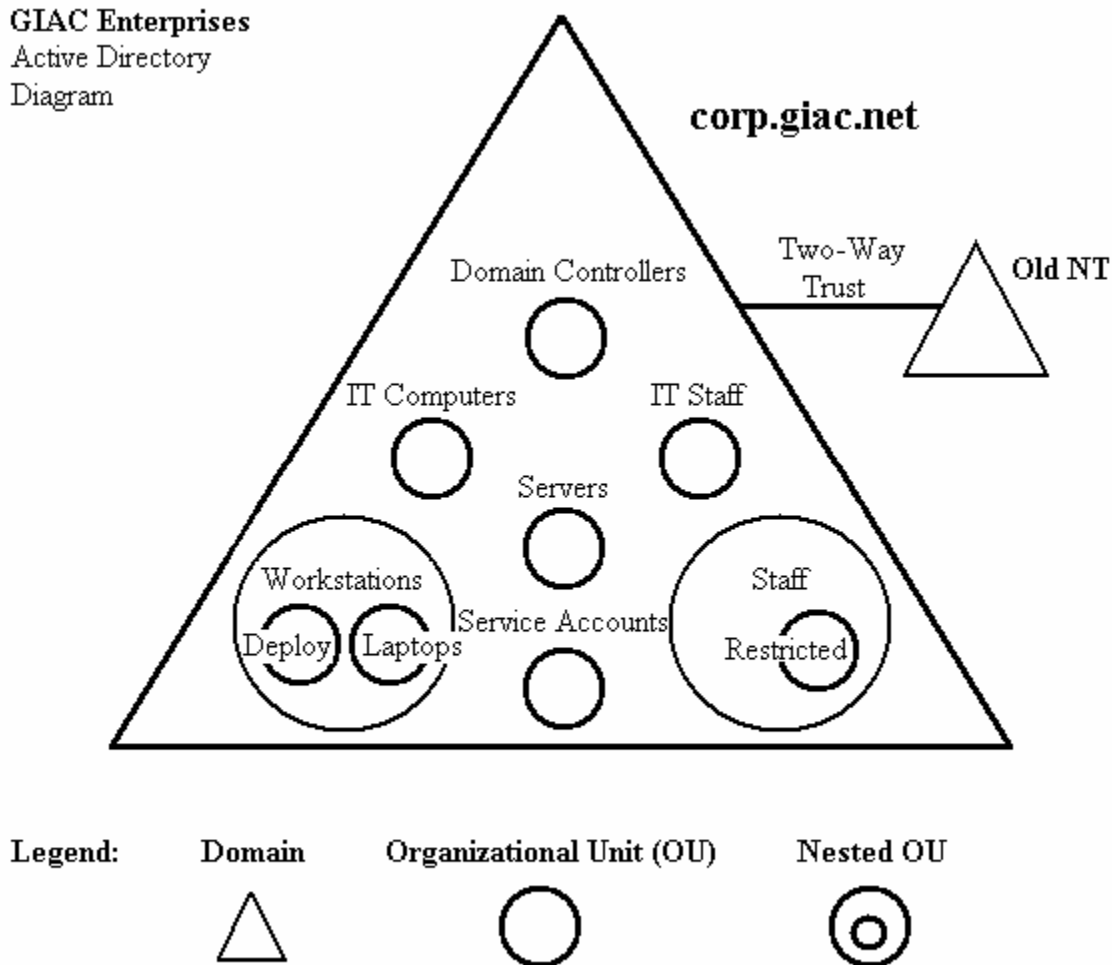 GIAC Enterprises
Active Directory
Diagram
corp.giac.net
Two-Way
Trust
Old NT
Domain Controllers
IT Computers
IT Staff
Servers
Workstations
Staff
Service Accounts
Deploy
Laptops
Restricted
Legend:
Domain
Organizational Unit (OU)
Nested OU